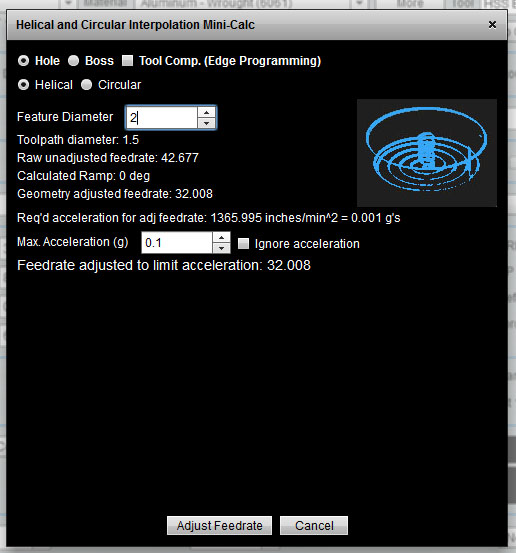 Material Aluminum - Wrought (6061) More Tool HSS
Helical and Circular Interpolation Mini-Calc ×
Hole Boss Tool Comp. (Edge Programming)
Helical Circular
Feature Diameter 2
Toolpath diameter: 1.5
Raw unadjusted feedrate: 42.677
Calculated Ramp: 0 deg
Geometry adjusted feedrate: 32.008
Req'd acceleration for adj feedrate: 1365.995 inches/min^2 = 0.001 g's
Max. Acceleration (g) 0.1 Ignore acceleration
Feedrate adjusted to limit acceleration: 32.008
Adjust Feedrate Cancel